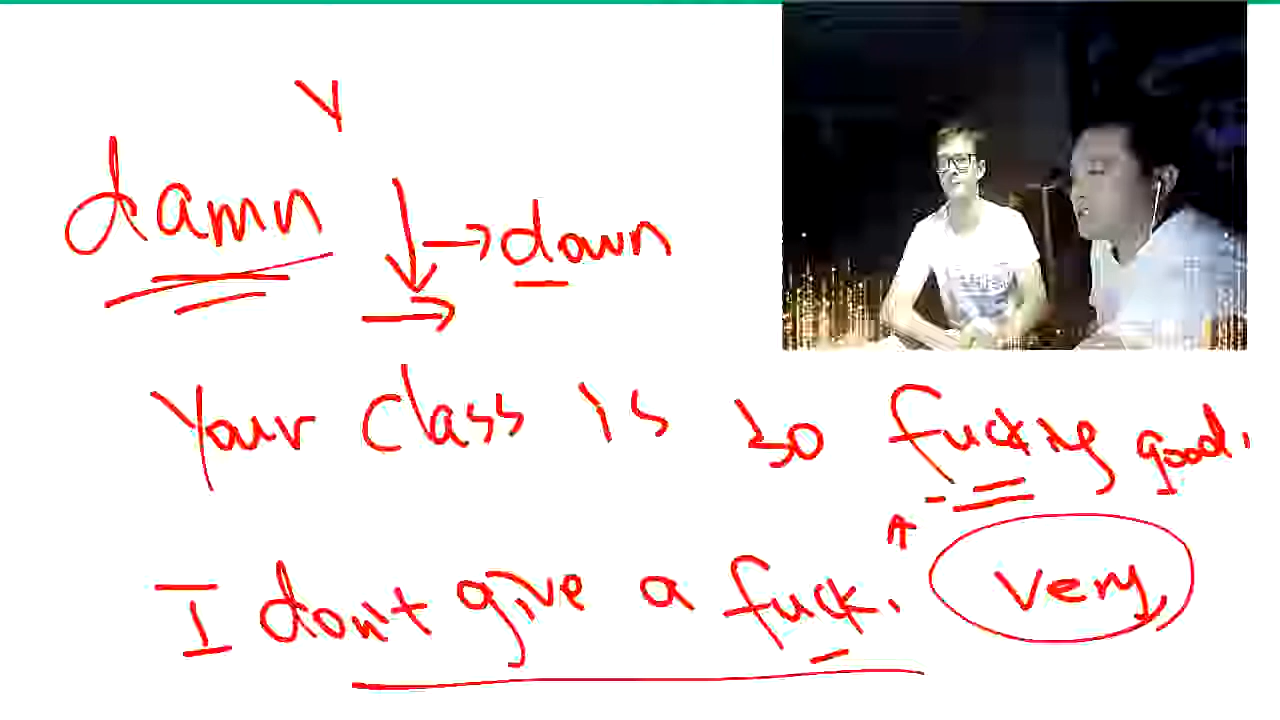 damn → down
Your class is so fucking good.
I don't give a fuck. Very